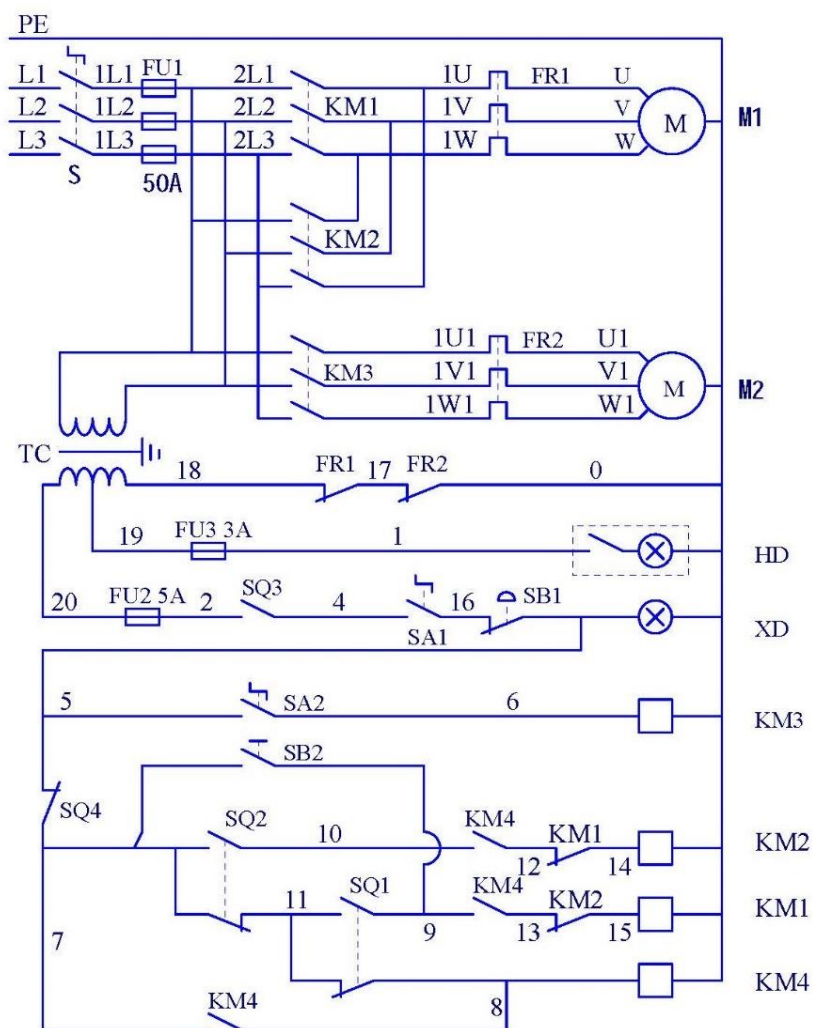 PE
L1 1L1 FU1 2L1 1U FR1 U
L2 1L2 2L2 KM1 1V V M M1
L3 1L3 2L3 1W W
S 50A
KM2
1U1 FR2 U1
KM3 1V1 V1 M M2
1W1 W1
TC 18 FR1 17 FR2 0
19 FU3 3A 1 HD
20 FU2 5A 2 SQ3 4 SA1 16 SB1 XD
5 SA2 6 KM3
SB2
SQ4 SQ2 10 KM4 12 KM1 14 KM2
7 11 SQ1 9 KM4 13 KM2 15 KM1
KM4
KM4 8